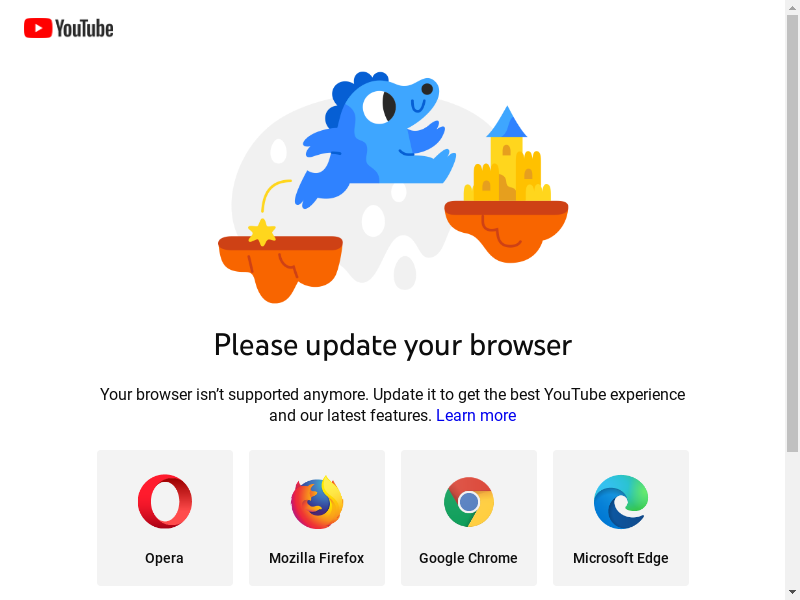 YouTube
Please update your browser
Your browser isn’t supported anymore. Update it to get the best YouTube experience
and our latest features. Learn more
Opera
Mozilla Firefox
Google Chrome
Microsoft Edge